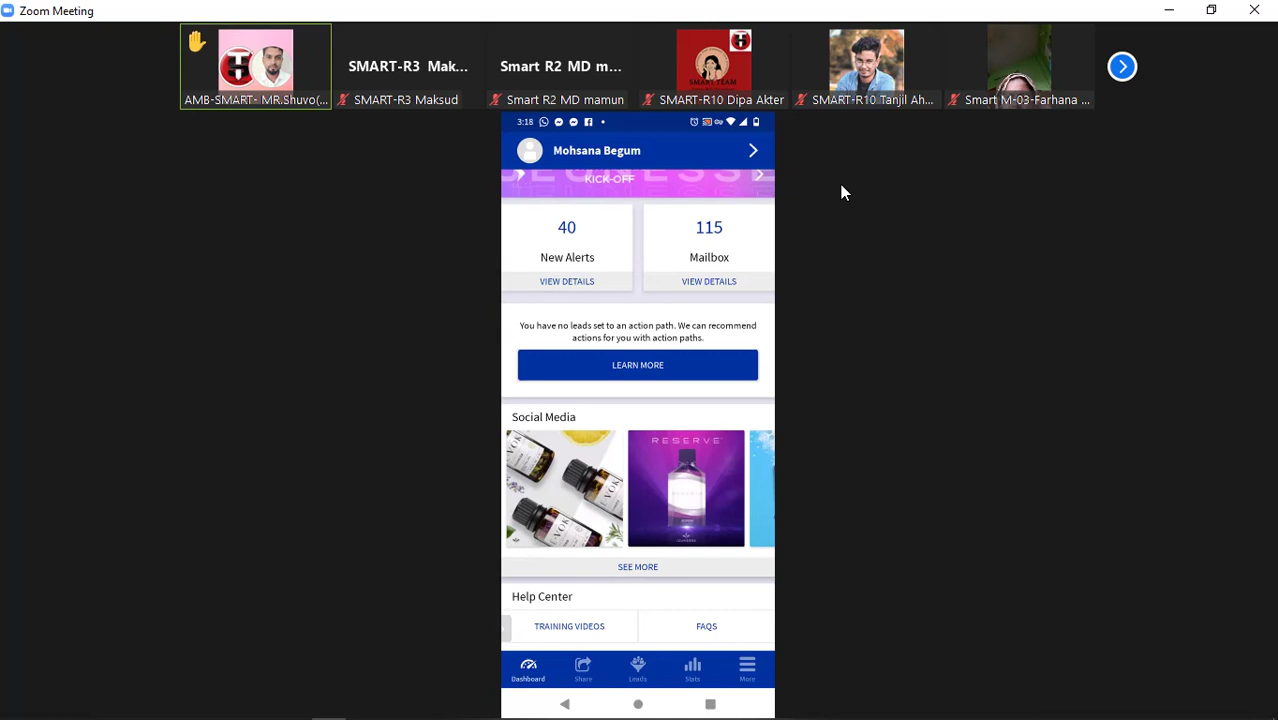 Zoom Meeting
SMART-R3 Mak...
Smart R2 MD m...
SMART TEAM
AMB-SMART- MR.Shuvo(...
SMART-R3 Maksud
Smart R2 MD mamun
SMART-R10 Dipa Akter
SMART-R10 Tanjil Ah...
Smart M-03-Farhana ...
3:18
Mohsana Begum
KICK-OFF
40
115
New Alerts
Mailbox
VIEW DETAILS
VIEW DETAILS
You have no leads set to an action path. We can recommend
actions for you with action paths.
LEARN MORE
Social Media
RESERVE
SEE MORE
Help Center
TRAINING VIDEOS
FAQS
Dashboard
Share
Leads
Stats
More